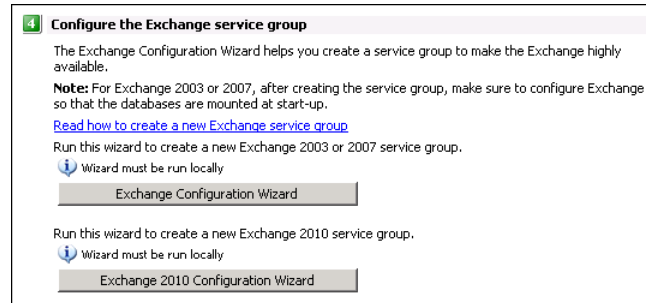 4 Configure the Exchange service group
The Exchange Configuration Wizard helps you create a service group to make the Exchange highly
available.
Note: For Exchange 2003 or 2007, after creating the service group, make sure to configure Exchange
so that the databases are mounted at start-up.
Read how to create a new Exchange service group
Run this wizard to create a new Exchange 2003 or 2007 service group.
Wizard must be run locally
Exchange Configuration Wizard
Run this wizard to create a new Exchange 2010 service group.
Wizard must be run locally
Exchange 2010 Configuration Wizard